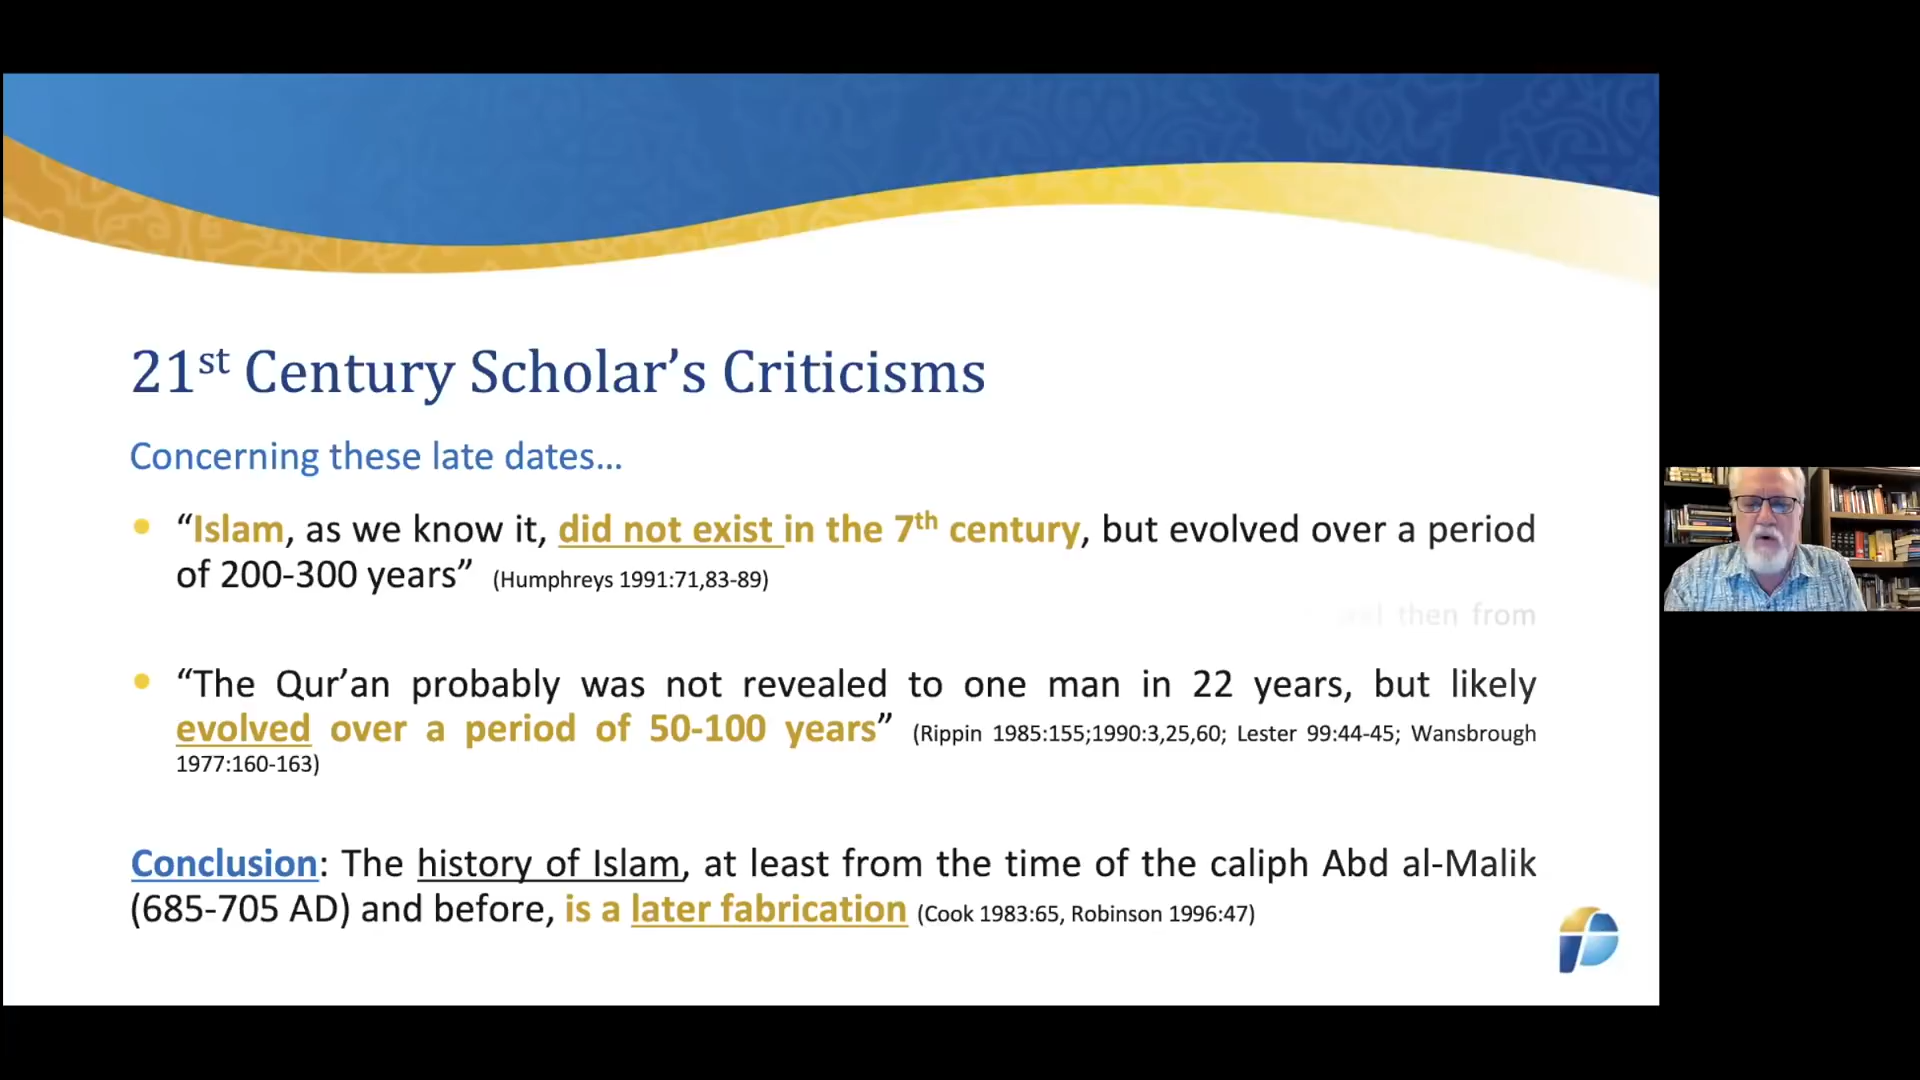 21st Century Scholar’s Criticisms
Concerning these late dates...
“Islam, as we know it, did not exist in the 7th century, but evolved over a period
of 200-300 years” (Humphreys 1991:71,83-89)
then from
“The Qur’an probably was not revealed to one man in 22 years, but likely
evolved over a period of 50-100 years” (Rippin 1985:155;1990:3,25,60; Lester 99:44-45; Wansbrough
1977:160-163)
Conclusion: The history of Islam, at least from the time of the caliph Abd al-Malik
(685-705 AD) and before, is a later fabrication (Cook 1983:65, Robinson 1996:47)